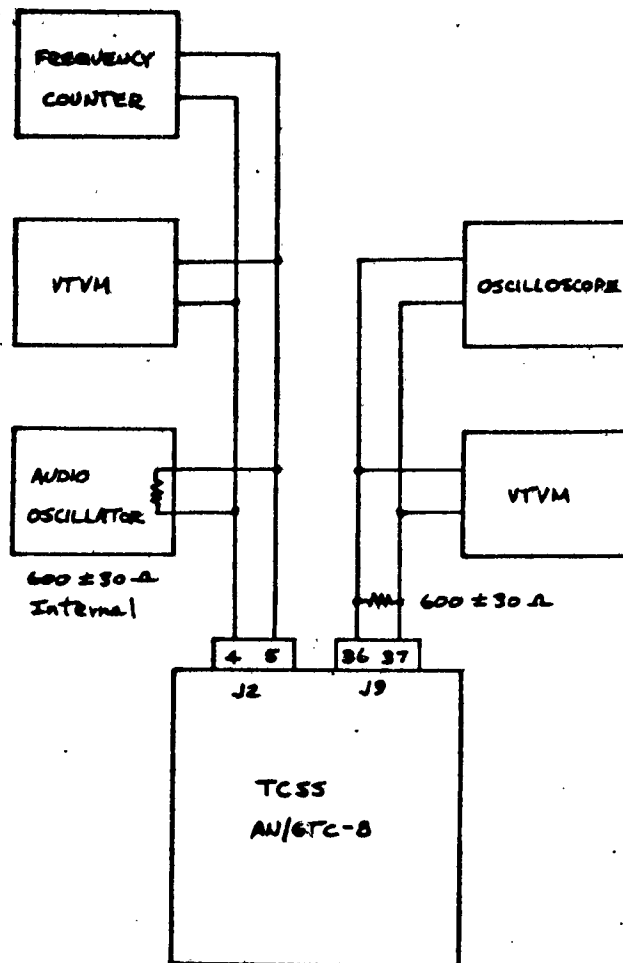 FREQUENCY
COUNTER
VTVM
OSCILLOSCOPE
AUDIO
OSCILLATOR
VTVM
600 ± 30 Ω
Internal
600 ± 30 Ω
4 5
36 37
J2
J9
TCSS
AN/GTC-8